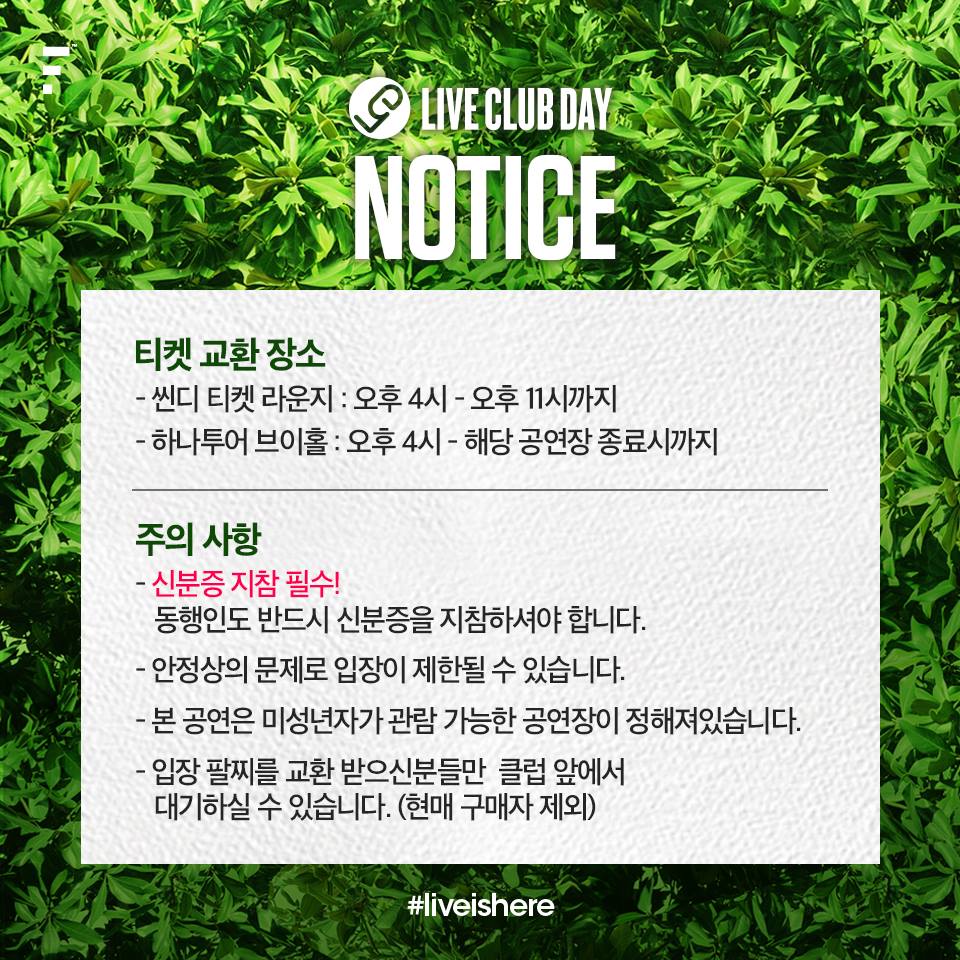 LIVE CLUB DAY
NOTICE
티켓 교환 장소
- 씬디 티켓 라운지 : 오후 4시 - 오후 11시까지
- 하나투어 브이홀 : 오후 4시 - 해당 공연장 종료시까지
주의 사항
- 신분증 지참 필수!
동행인도 반드시 신분증을 지참하셔야 합니다.
- 안정상의 문제로 입장이 제한될 수 있습니다.
- 본 공연은 미성년자가 관람 가능한 공연장이 정해져있습니다.
- 입장 팔찌를 교환 받으신분들만 클럽 앞에서
대기하실 수 있습니다. (현매 구매자 제외)
#liveishere